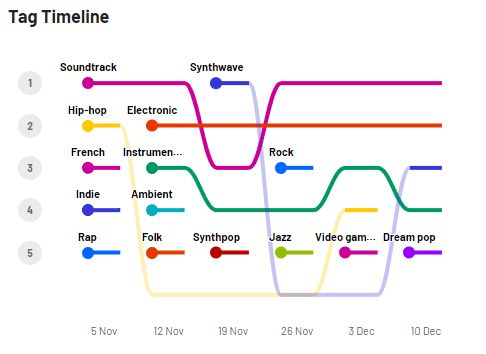 Tag Timeline
Soundtrack Synthwave
1
Hip-hop Electronic
2
French Instrumen... Rock
3
Indie Ambient
4
Rap Folk Synthpop Jazz Video gam... Dream pop
5
5 Nov 12 Nov 19 Nov 26 Nov 3 Dec 10 Dec